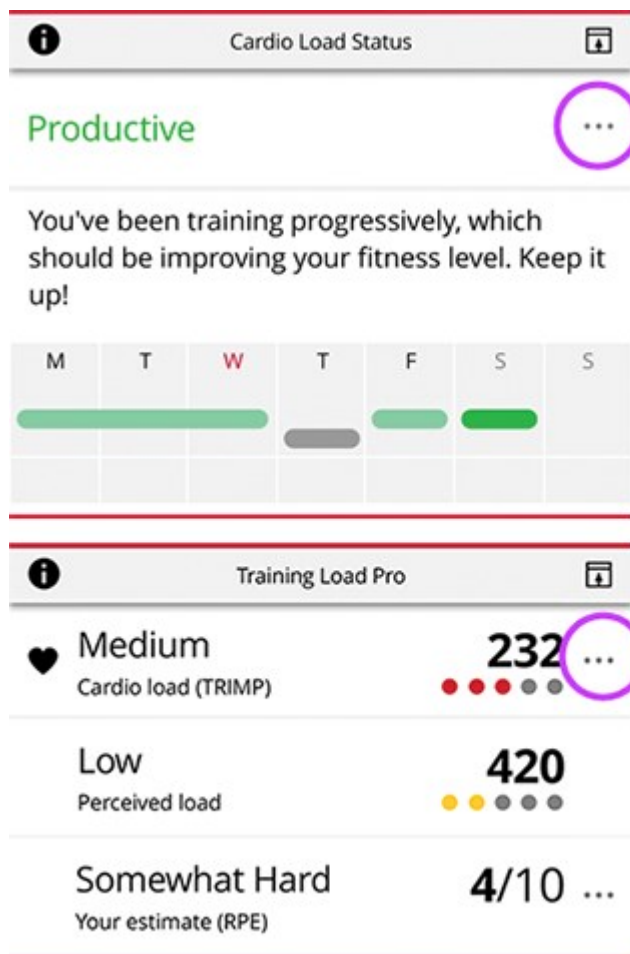 Cardio Load Status
Productive
...
You've been training progressively, which
should be improving your fitness level. Keep it
up!
M T W T F S S
Training Load Pro
Medium 232 ...
Cardio load (TRIMP)
Low 420
Perceived load
Somewhat Hard 4/10 ...
Your estimate (RPE)